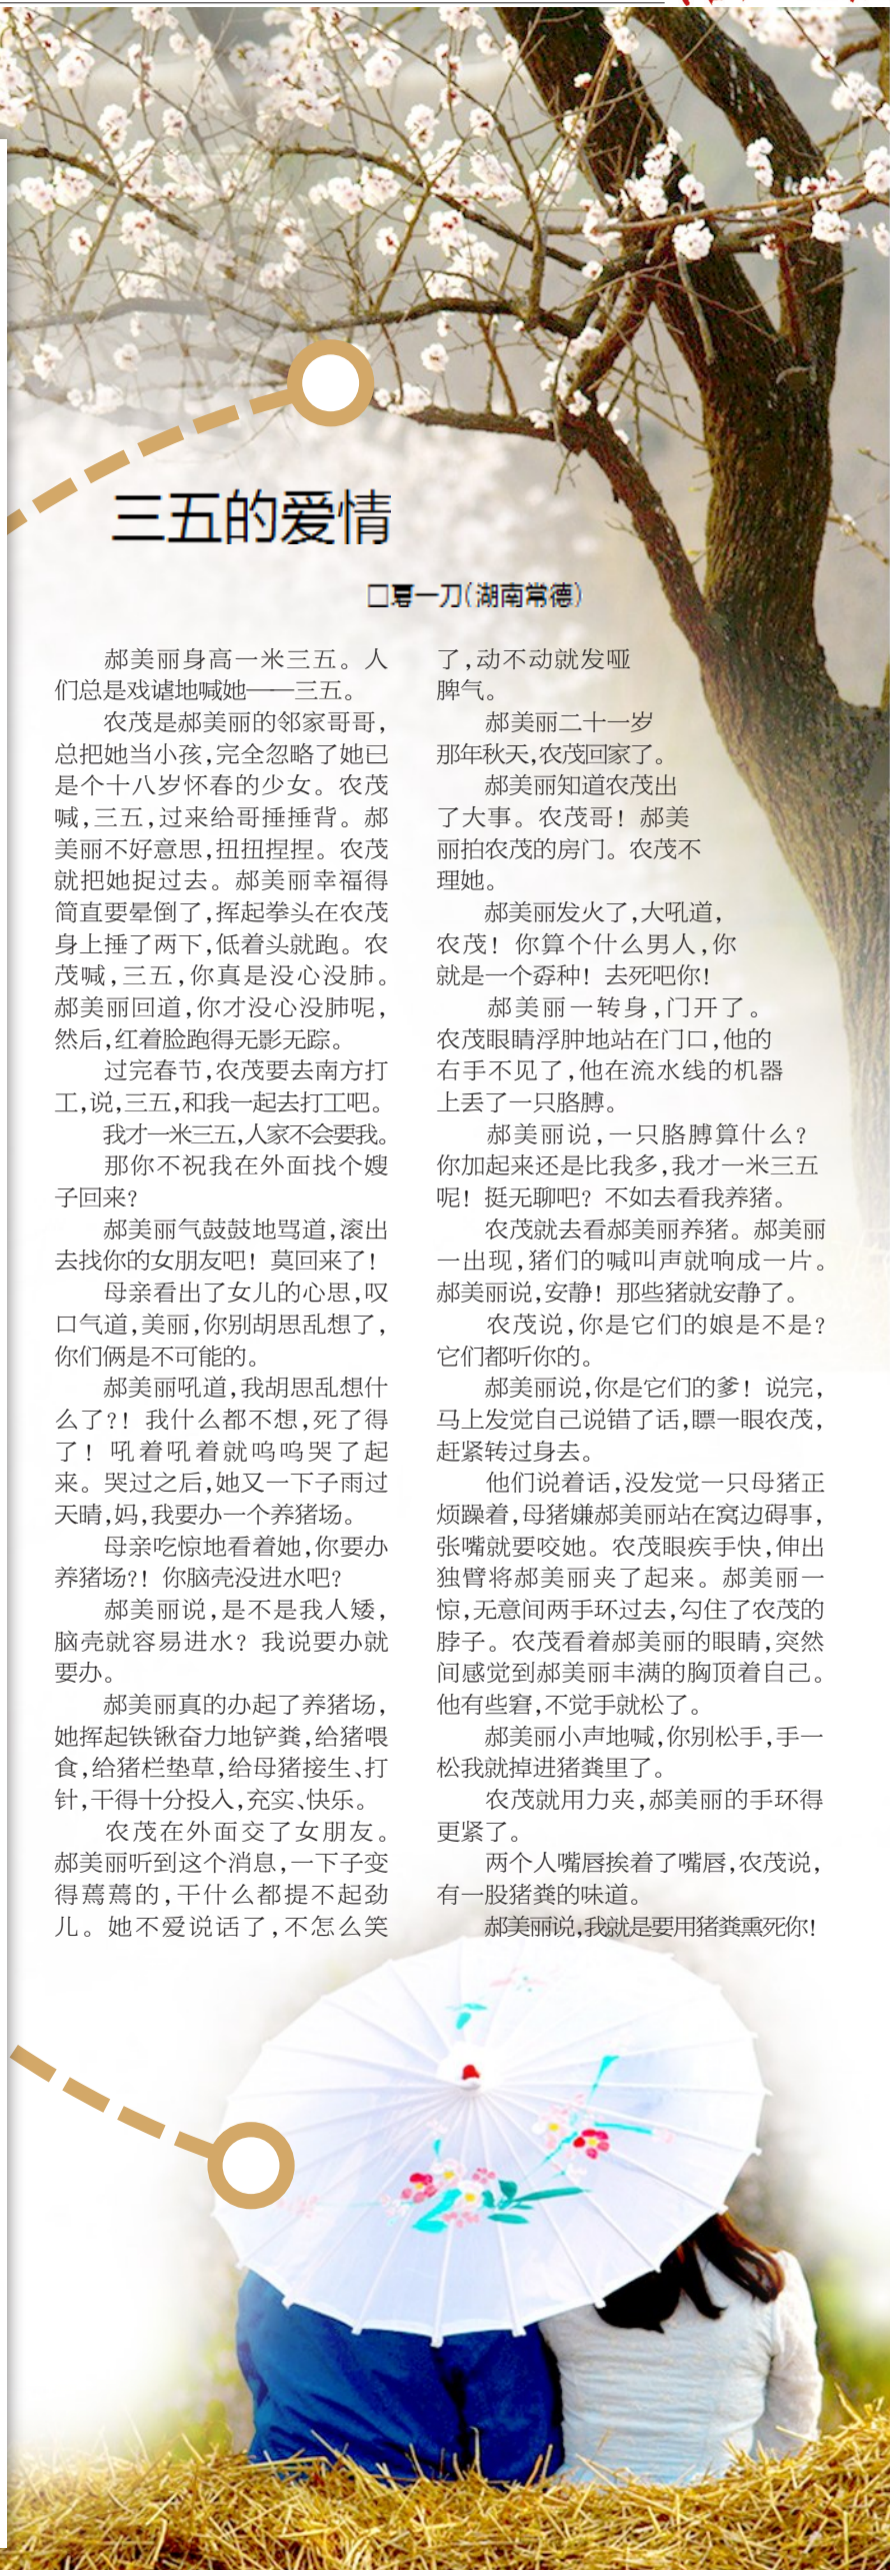 三五的爱情
□夏一刀(湖南常德)
郝美丽身高一米三五。人
们总是戏谑地喊她——三五。
农茂是郝美丽的邻家哥哥,
总把她当小孩,完全忽略了她已
是个十八岁怀春的少女。农茂
喊,三五,过来给哥捶捶背。郝
美丽不好意思,扭扭捏捏。农茂
就把她捉过去。郝美丽幸福得
简直要晕倒了,挥起拳头在农茂
身上捶了两下,低着头就跑。农
茂喊,三五,你真是没心没肺。
郝美丽回道,你才没心没肺呢,
然后,红着脸跑得无影无踪。
过完春节,农茂要去南方打
工,说,三五,和我一起去打工吧。
我才一米三五,人家不会要我。
那你不祝我在外面找个嫂
子回来?
郝美丽气鼓鼓地骂道,滚出
去找你的女朋友吧!莫回来了!
母亲看出了女儿的心思,叹
口气道,美丽,你别胡思乱想了,
你们俩是不可能的。
郝美丽吼道,我胡思乱想什
么了?!我什么都不想,死了得
了!吼着吼着就呜呜哭了起
来。哭过之后,她又一下子雨过
天晴,妈,我要办一个养猪场。
母亲吃惊地看着她,你要办
养猪场?!你脑壳没进水吧?
郝美丽说,是不是我人矮,
脑壳就容易进水?我说要办就
要办。
郝美丽真的办起了养猪场,
她挥起铁锹奋力地铲粪,给猪喂
食,给猪栏垫草,给母猪接生、打
针,干得十分投入,充实、快乐。
农茂在外面交了女朋友。
郝美丽听到这个消息,一下子变
得蔫蔫的,干什么都提不起劲
儿。她不爱说话了,不怎么笑
了,动不动就发哑
脾气。
郝美丽二十一岁
那年秋天,农茂回家了。
郝美丽知道农茂出
了大事。农茂哥!郝美
丽拍农茂的房门。农茂不
理她。
郝美丽发火了,大吼道,
农茂!你算个什么男人,你
就是一个孬种!去死吧你!
郝美丽一转身,门开了。
农茂眼睛浮肿地站在门口,他的
右手不见了,他在流水线的机器
上丢了一只胳膊。
郝美丽说,一只胳膊算什么?
你加起来还是比我多,我才一米三五
呢!挺无聊吧?不如去看我养猪。
农茂就去看郝美丽养猪。郝美丽
一出现,猪们的喊叫声就响成一片。
郝美丽说,安静!那些猪就安静了。
农茂说,你是它们的娘是不是?
它们都听你的。
郝美丽说,你是它们的爹!说完,
马上发觉自己说错了话,瞟一眼农茂,
赶紧转过身去。
他们说着话,没发觉一只母猪正
烦躁着,母猪嫌郝美丽站在窝边碍事,
张嘴就要咬她。农茂眼疾手快,伸出
独臂将郝美丽夹了起来。郝美丽一
惊,无意间两手环过去,勾住了农茂的
脖子。农茂看着郝美丽的眼睛,突然
间感觉到郝美丽丰满的胸顶着自己。
他有些窘,不觉手就松了。
郝美丽小声地喊,你别松手,手一
松我就掉进猪粪里了。
农茂就用力夹,郝美丽的手环得
更紧了。
两个人嘴唇挨着了嘴唇,农茂说,
有一股猪粪的味道。
郝美丽说,我就是要用猪粪熏死你!